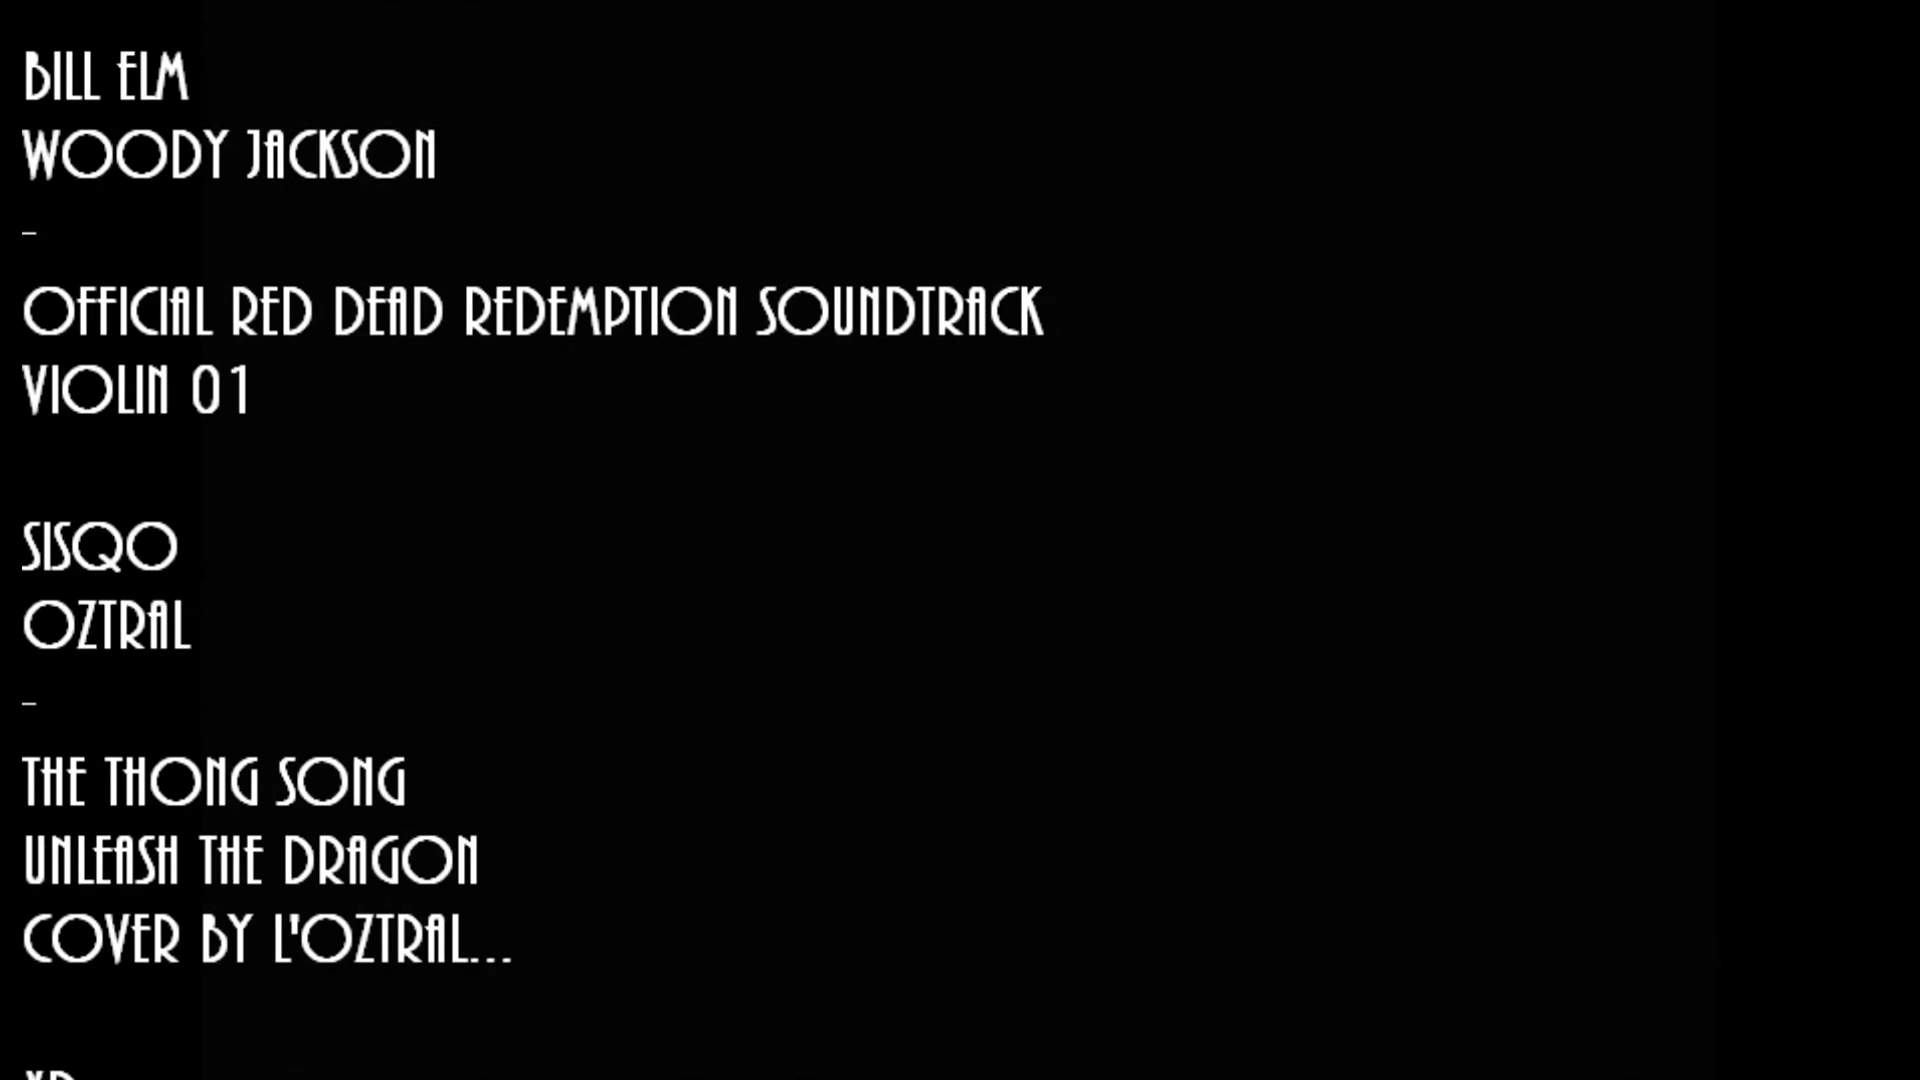 BILL ELM
WOODY JACKSON
-
OFFICIAL RED DEAD REDEMPTION SOUNDTRACK
VIOLIN 01
SISQO
OZTRAL
-
THE THONG SONG
UNLEASH THE DRAGON
COVER BY L'OZTRAL...